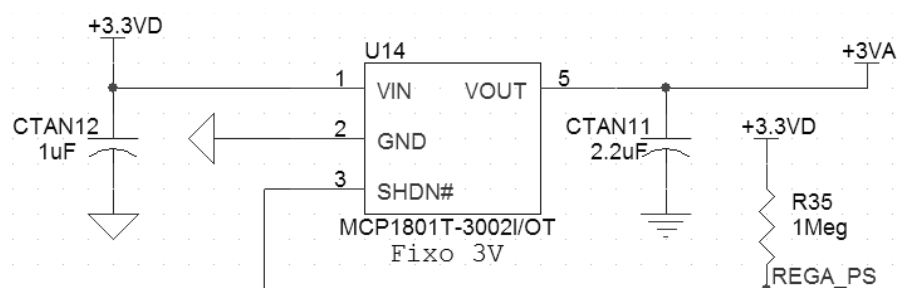 +3.3VD
U14
+3VA
1
VIN
VOUT
5
CTAN12
1uF
2
GND
CTAN11
2.2uF
+3.3VD
3
SHDN#
R35
1Meg
MCP1801T-3002I/OT
Fixo 3V
REGA_PS